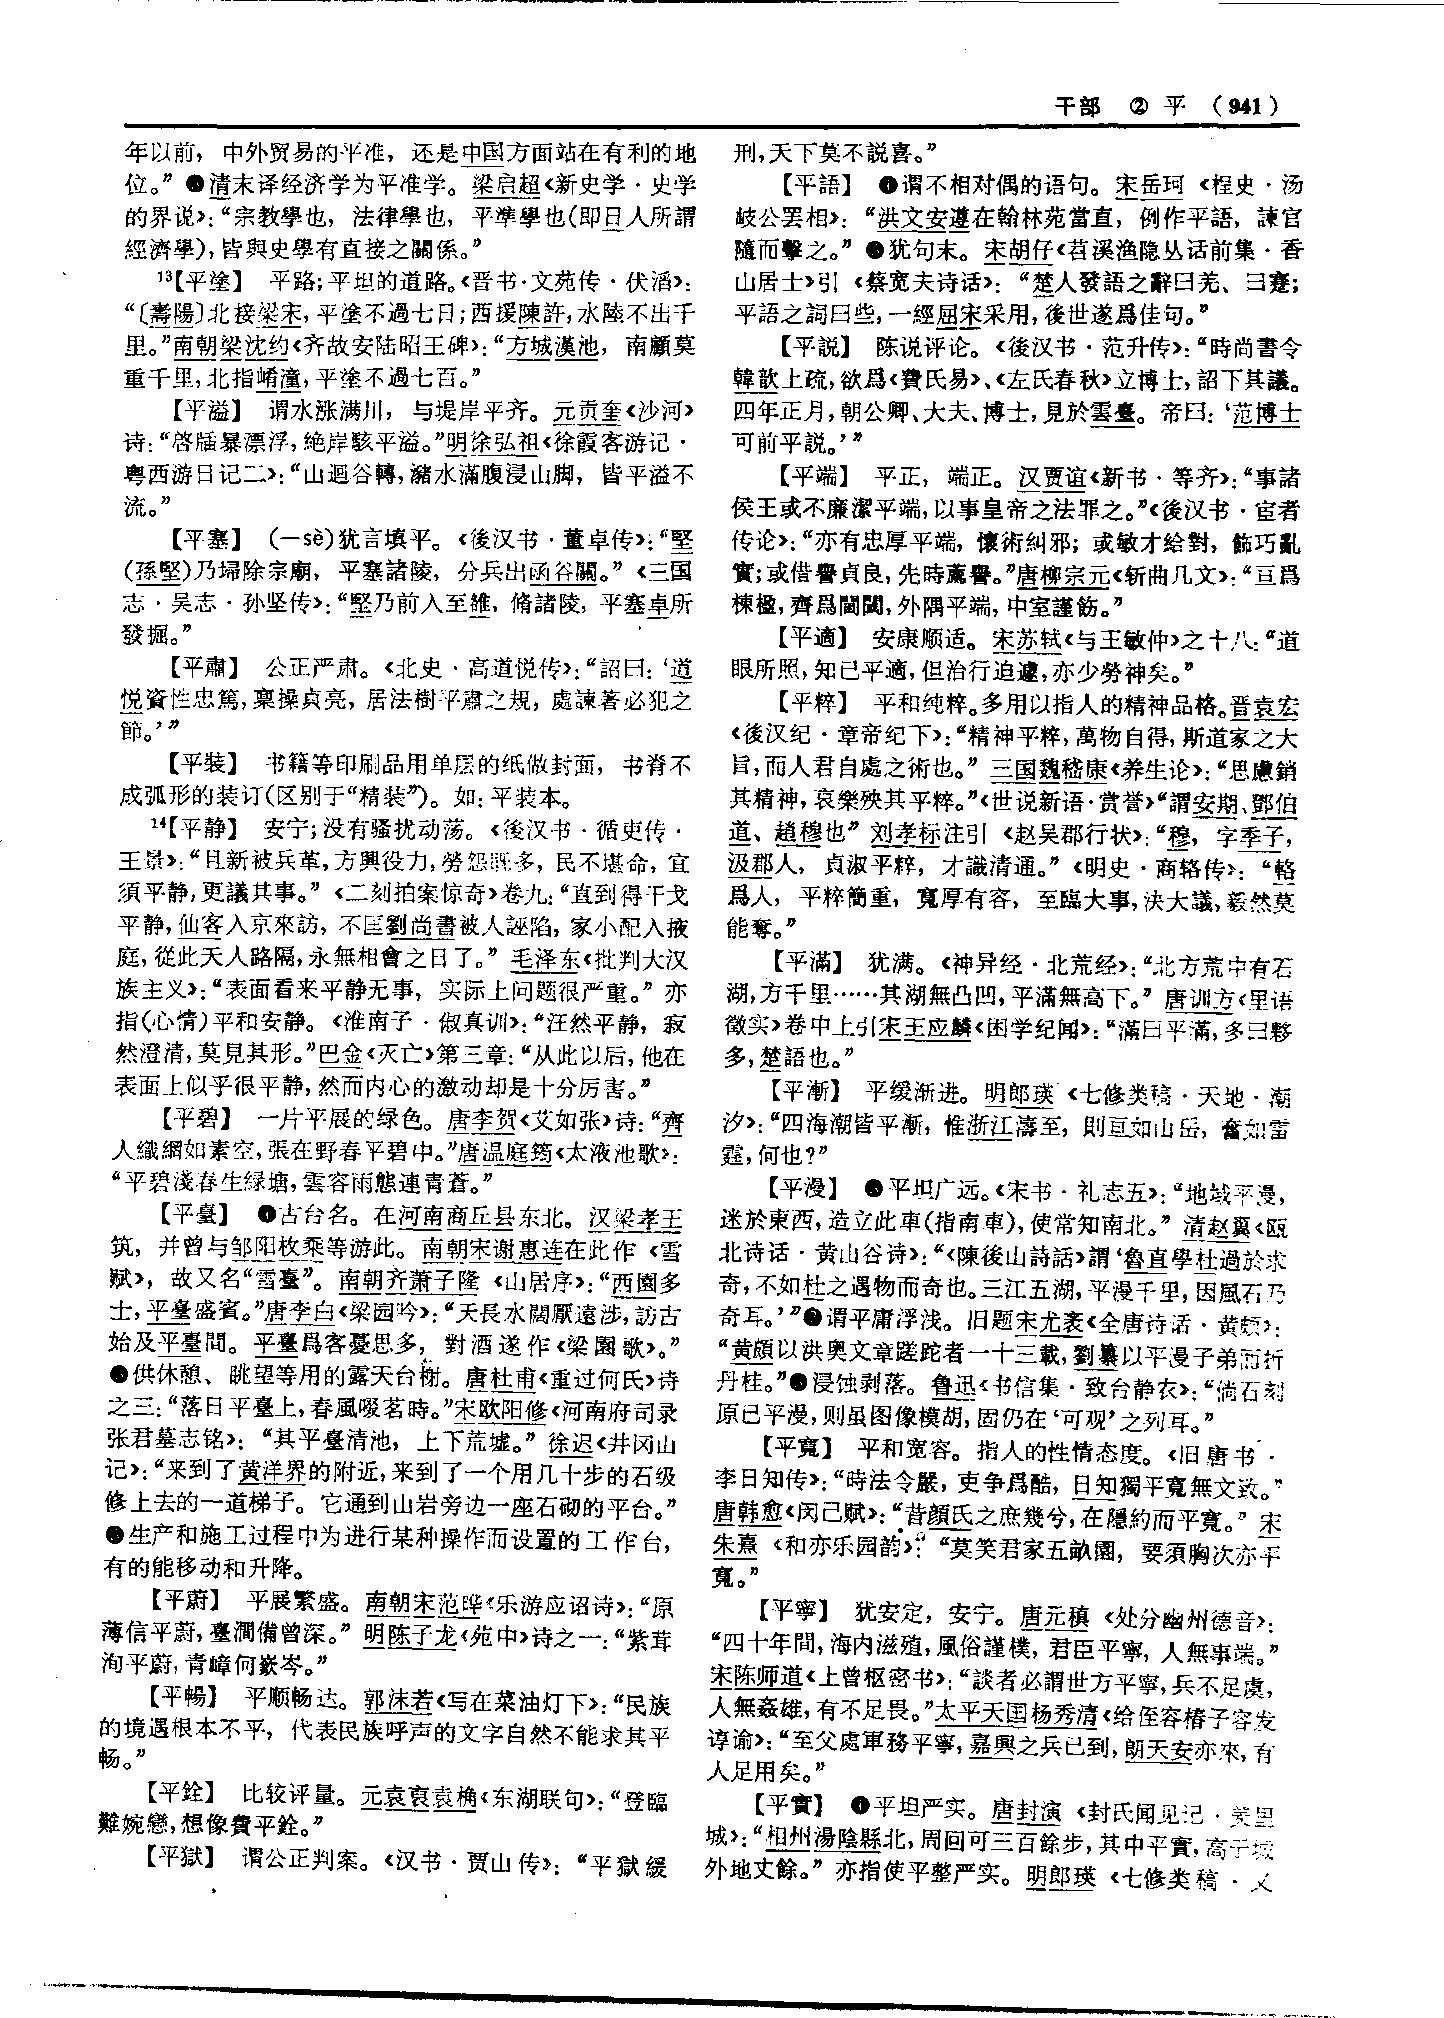 干部 ② 平 (941)
年以前，中外贸易的平准，还是中国方面站在有利的地
位。”❸清末译经济学为平准学。梁启超《新史学·史学
的界说》：“宗教學也，法律學也，平準學也(即日人所謂
經濟學)，皆與史學有直接之關係。”
13【平塗】 平路；平坦的道路。《晋书·文苑传·伏滔》：
“〔壽陽〕北接梁宋，平塗不過七日；西援陳許，水陸不出千
里。”南朝梁沈约《齐故安陆昭王碑》：“方城漢池，南顧莫
重千里，北指崤潼，平塗不過七百。”
【平溢】 谓水涨满川，与堤岸平齐。元贡奎《沙河》
诗：“啓牐暴漂浮，絶岸駭平溢。”明徐弘祖《徐霞客游记·
粤西游日记二》：“山迴谷轉，瀦水滿腹浸山脚，皆平溢不
流。”
【平塞】 (—sè)犹言填平。《後汉书·董卓传》：“堅
(孫堅)乃埽除宗廟，平塞諸陵，分兵出函谷關。”《三国
志·吴志·孙坚传》：“堅乃前入至雒，脩諸陵，平塞卓所
發掘。”
【平肅】 公正严肃。《北史·高道悦传》：“詔曰：‘道
悦資性忠篤，稟操貞亮，居法樹平肅之規，處諫著必犯之
節。’”
【平裝】 书籍等印刷品用单层的纸做封面，书脊不
成弧形的装订(区别于“精装”)。如：平装本。
14【平静】 安宁；没有骚扰动荡。《後汉书·循吏传·
王景》：“且新被兵革，方興役力，勞怨既多，民不堪命，宜
須平静，更議其事。”《二刻拍案惊奇》卷九：“直到得干戈
平静，仙客入京來訪，不匡劉尚書被人誣陷，家小配入掖
庭，從此天人路隔，永無相會之日了。”毛泽东《批判大汉
族主义》：“表面看来平静无事，实际上问题很严重。”亦
指(心情)平和安静。《淮南子·俶真训》：“汪然平静，寂
然澄清，莫見其形。”巴金《灭亡》第三章：“从此以后，他在
表面上似乎很平静，然而内心的激动却是十分厉害。”
【平碧】 一片平展的绿色。唐李贺《艾如张》诗：“齊
人織網如素空，張在野春平碧中。”唐温庭筠《太液池歌》：
“平碧淺春生绿塘，雲容雨態連青蒼。”
【平臺】 ❶古台名。在河南商丘县东北。汉梁孝王
筑，并曾与邹阳枚乘等游此。南朝宋谢惠连在此作《雪
赋》，故又名“雪臺”。南朝齐萧子隆《山居序》：“西園多
士，平臺盛賓。”唐李白《梁园吟》：“天長水闊厭遠涉，訪古
始及平臺間。平臺爲客憂思多，對酒遂作《梁園歌》。”
❷供休憩、眺望等用的露天台榭。唐杜甫《重过何氏》诗
之三：“落日平臺上，春風啜茗時。”宋欧阳修《河南府司录
张君墓志铭》：“其平臺清池，上下荒墟。”徐迟《井冈山
记》：“来到了黄洋界的附近，来到了一个用几十步的石级
修上去的一道梯子。它通到山岩旁边一座石砌的平台。”
❸生产和施工过程中为进行某种操作而设置的工作台，
有的能移动和升降。
【平蔚】 平展繁盛。南朝宋范晔《乐游应诏诗》：“原
薄信平蔚，臺澗備曾深。”明陈子龙《苑中》诗之一：“紫茸
洵平蔚，青嶂何嶔岑。”
【平暢】 平顺畅达。郭沫若《写在菜油灯下》：“民族
的境遇根本不平，代表民族呼声的文字自然不能求其平
畅。”
【平銓】 比较评量。元袁裒袁桷《东湖联句》：“登臨
難婉戀，想像費平銓。”
【平獄】 谓公正判案。《汉书·贾山传》：“平獄緩
刑，天下莫不説喜。”
【平語】 ❶谓不相对偶的语句。宋岳珂《桯史·汤
岐公罢相》：“洪文安遵在翰林苑當直，例作平語，諫官
隨而擊之。”❷犹句末。宋胡仔《苕溪渔隐丛话前集·香
山居士》引《蔡宽夫诗话》：“楚人發語之辭曰羌、曰蹇；
平語之詞曰些，一經屈宋采用，後世遂爲佳句。”
【平説】 陈说评论。《後汉书·范升传》：“時尚書令
韓歆上疏，欲爲《費氏易》、《左氏春秋》立博士，詔下其議。
四年正月，朝公卿、大夫、博士，見於雲臺。帝曰：‘范博士
可前平説。’”
【平端】 平正，端正。汉贾谊《新书·等齐》：“事諸
侯王或不廉潔平端，以事皇帝之法罪之。”《後汉书·宦者
传论》：“亦有忠厚平端，懷術糾邪；或敏才給對，飾巧亂
實；或借譽貞良，先時薦譽。”唐柳宗元《斩曲几文》：“亘爲
棟楹，齊爲閫闑，外隅平端，中室謹飭。”
【平適】 安康顺适。宋苏轼《与王敏仲》之十八：“道
眼所照，知已平適，但治行迫遽，亦少勞神矣。”
【平粹】 平和纯粹。多用以指人的精神品格。晋袁宏
《後汉纪·章帝纪下》：“精神平粹，萬物自得，斯道家之大
旨，而人君自處之術也。”三国魏嵇康《养生论》：“思慮銷
其精神，哀樂殃其平粹。”《世说新语·赏誉》“謂安期、鄧伯
道、趙穆也”刘孝标注引《赵吴郡行状》：“穆，字季子，
汲郡人，貞淑平粹，才識清通。”《明史·商辂传》：“輅
爲人，平粹簡重，寬厚有容，至臨大事，決大議，毅然莫
能奪。”
【平滿】 犹满。《神异经·北荒经》：“北方荒中有石
湖，方千里……其湖無凸凹，平滿無高下。”唐训方《里语
徵实》卷中上引宋王应麟《困学纪闻》：“滿曰平滿，多曰夥
多，楚語也。”
【平漸】 平缓渐进。明郎瑛《七修类稿·天地·潮
汐》：“四海潮皆平漸，惟浙江濤至，則亘如山岳，奮如雷
霆，何也？”
【平漫】 ❶平坦广远。《宋书·礼志五》：“地域平漫，
迷於東西，造立此車(指南車)，使常知南北。”清赵翼《瓯
北诗话·黄山谷诗》：“《陳後山詩話》謂‘魯直學杜過於求
奇，不如杜之遇物而奇也。三江五湖，平漫千里，因風石乃
奇耳。’”❷谓平庸浮浅。旧题宋尤袤《全唐诗话·黄颇》：
“黄頗以洪奥文章蹉跎者一十三載，劉纂以平漫子弟而折
丹桂。”❸浸蚀剥落。鲁迅《书信集·致台静农》：“倘石刻
原已平漫，则虽图像模胡，固仍在‘可观’之列耳。”
【平寬】 平和宽容。指人的性情态度。《旧唐书·
李日知传》：“時法令嚴，吏争爲酷，日知獨平寬無文致。”
唐韩愈《闵己赋》：“昔顔氏之庶幾兮，在隱約而平寬。”宋
朱熹《和亦乐园韵》：“莫笑君家五畝園，要須胸次亦平
寬。”
【平寧】 犹安定，安宁。唐元稹《处分幽州德音》：
“四十年間，海内滋殖，風俗謹樸，君臣平寧，人無事端。”
宋陈师道《上曾枢密书》：“談者必謂世方平寧，兵不足虞，
人無姦雄，有不足畏。”太平天国杨秀清《给侄容椿子容发
谆谕》：“至父處軍務平寧，嘉興之兵已到，朗天安亦來，有
人足用矣。”
【平實】 ❶平坦严实。唐封演《封氏闻见记·羑里
城》：“相州湯陰縣北，周回可三百餘步，其中平實，高于城
外地丈餘。”亦指使平整严实。明郎瑛《七修类稿·义